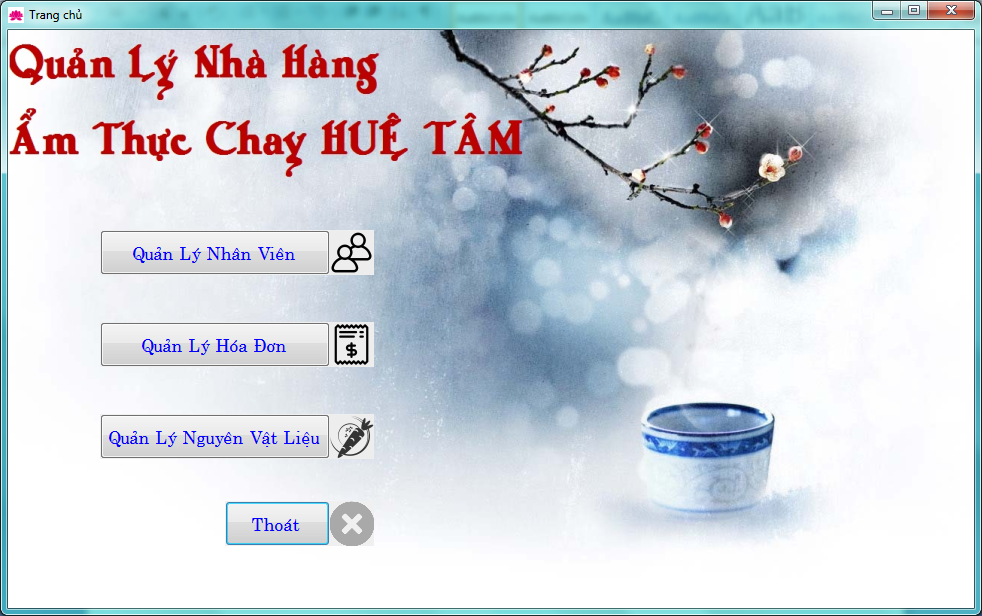 Trang chủ
Quản Lý Nhà Hàng
Ẩm Thực Chay HUỆ TÂM
Quản Lý Nhân Viên
Quản Lý Hóa Đơn
$
Quản Lý Nguyên Vật Liệu
Thoát